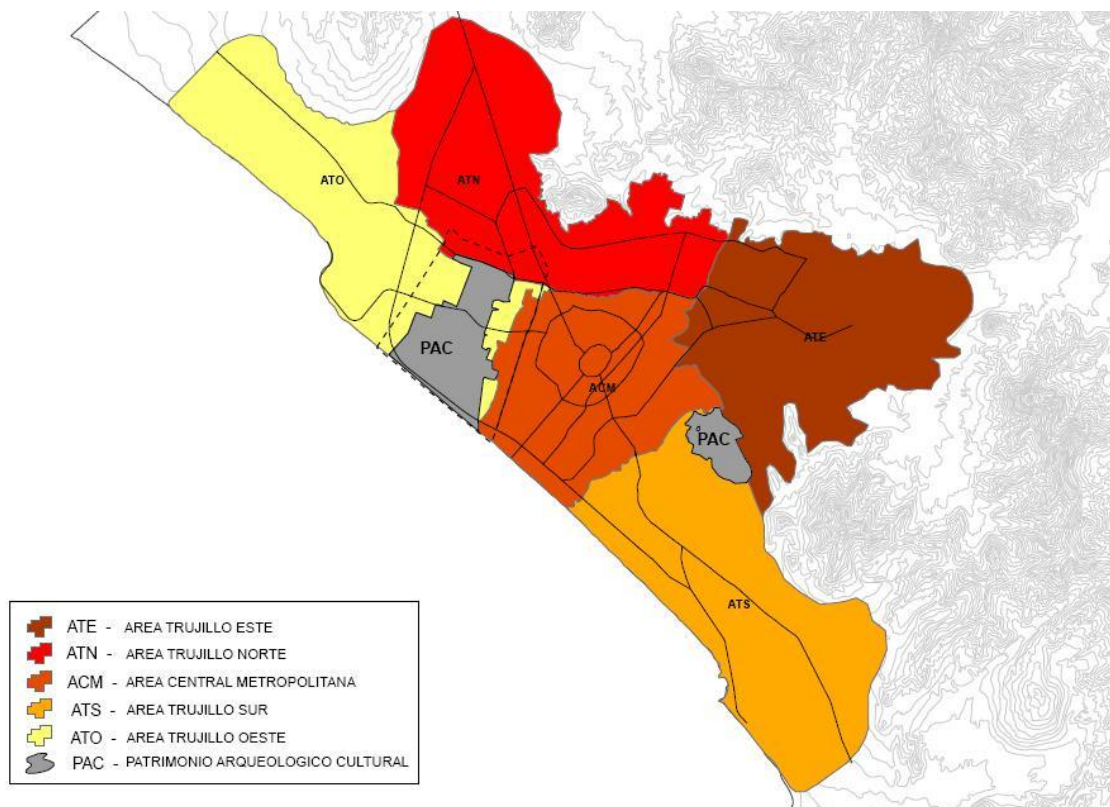 ATO
ATN
PAC
ATE
ACM
PAC
ATS
ATE - AREA TRUJILLO ESTE
ATN - AREA TRUJILLO NORTE
ACM - AREA CENTRAL METROPOLITANA
ATS - AREA TRUJILLO SUR
ATO - AREA TRUJILLO OESTE
PAC - PATRIMONIO ARQUEOLOGICO CULTURAL